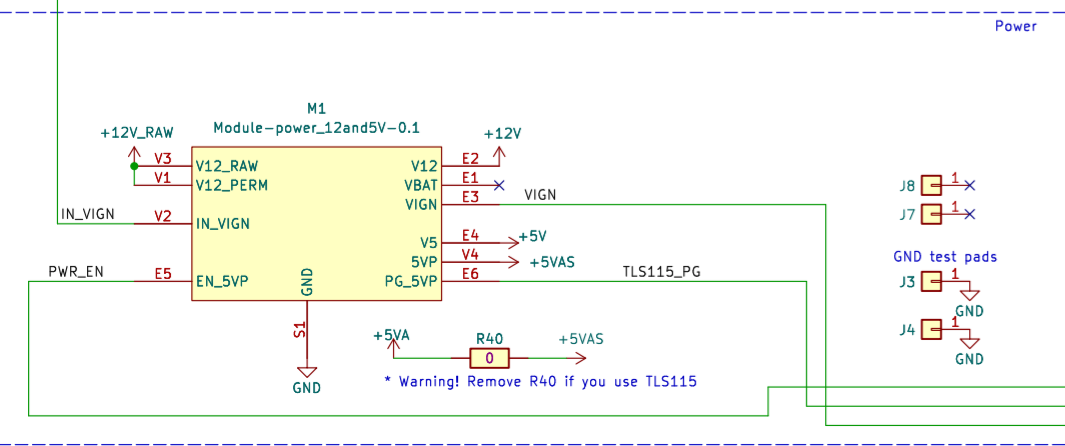 Power
M1
Module-power_12and5V-0.1
+12V_RAW
+12V
V3 V12_RAW V12 E2
V1 V12_PERM VBAT E1
VIGN E3 VIGN
IN_VIGN V2 IN_VIGN
V5 E4 +5V
5VP V4 +5VAS
PWR_EN E5 EN_5VP GND PG_5VP E6 TLS115_PG
S1
GND
+5VA R40 +5VAS
0
* Warning! Remove R40 if you use TLS115
J8 1
J7 1
GND test pads
J3 1
GND
J4 1
GND